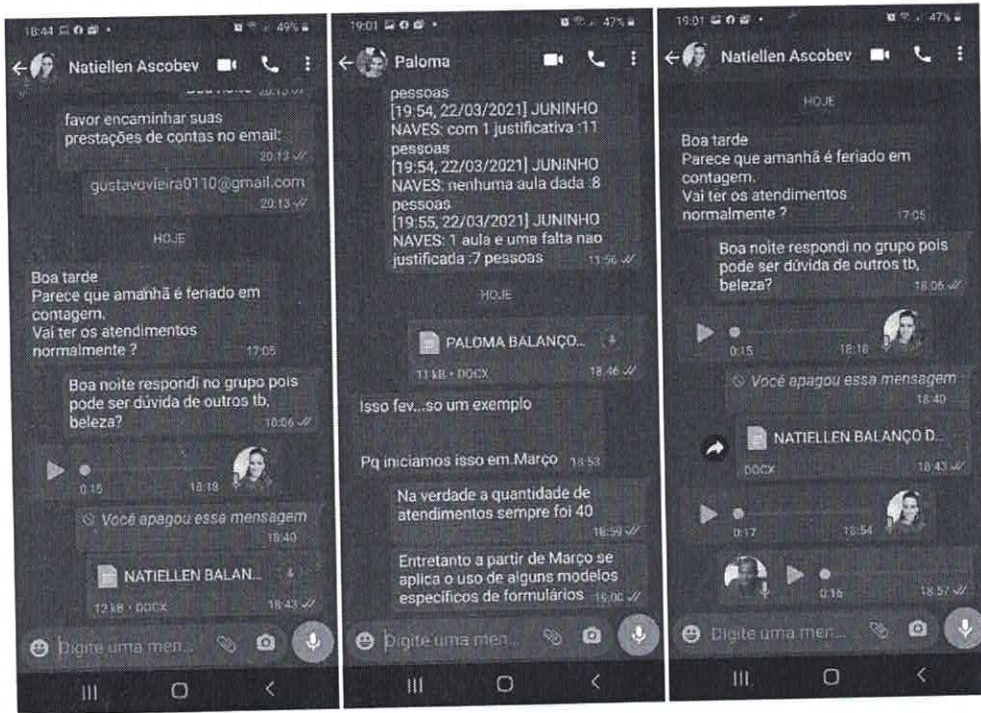 18:44 49%
Natiellen Ascobev
20:13
favor encaminhar suas
prestações de contas no email:
20:13
gustavovieira0110@gmail.com
20:13
HOJE
Boa tarde
Parece que amanhã é feriado em
contagem.
Vai ter os atendimentos
normalmente ?
17:05
Boa noite respondi no grupo pois
pode ser dúvida de outros tb,
beleza?
18:06
0:15 18:18
Você apagou essa mensagem
18:40
NATIELLEN BALAN...
12 kB • DOCX 18:43
Digite uma men...
19:01 47%
Paloma
pessoas
[19:54, 22/03/2021] JUNINHO
NAVES: com 1 justificativa :11
pessoas
[19:54, 22/03/2021] JUNINHO
NAVES: nenhuma aula dada :8
pessoas
[19:55, 22/03/2021] JUNINHO
NAVES: 1 aula e uma falta nao
justificada :7 pessoas
11:56
HOJE
PALOMA BALANÇO...
11 kB • DOCX 18:46
Isso fev...so um exemplo
Pq iniciamos isso em.Março 18:53
Na verdade a quantidade de
atendimentos sempre foi 40
18:59
Entretanto a partir de Março se
aplica o uso de alguns modelos
específicos de formulários 19:00
Digite uma men...
19:01 47%
Natiellen Ascobev
HOJE
Boa tarde
Parece que amanhã é feriado em
contagem.
Vai ter os atendimentos
normalmente ?
17:05
Boa noite respondi no grupo pois
pode ser dúvida de outros tb,
beleza?
18:06
0:15 18:18
Você apagou essa mensagem
18:40
NATIELLEN BALANÇO D...
DOCX 18:43
0:17 18:54
0:16 18:57
Digite uma men...